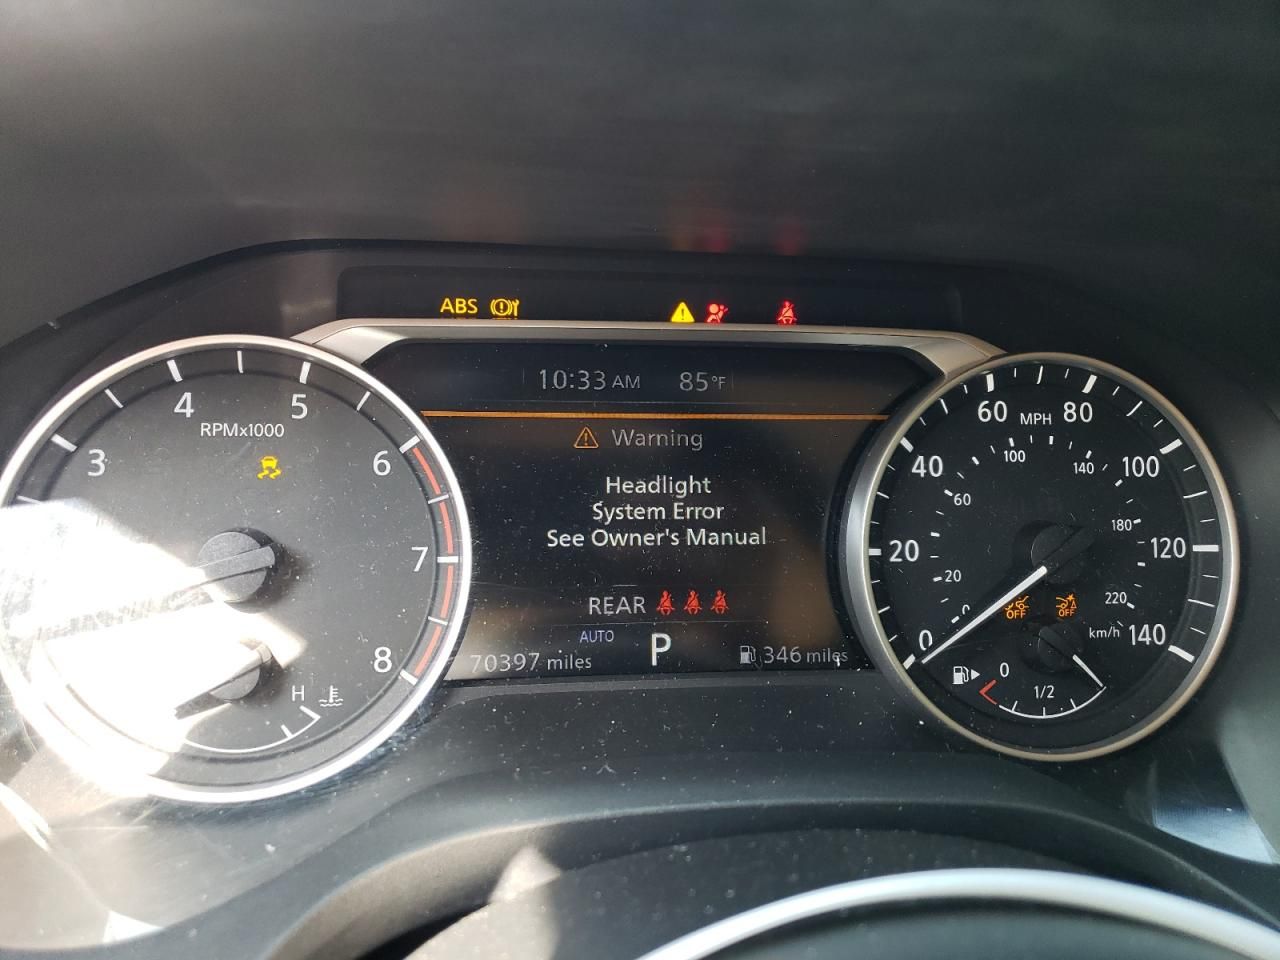 ABS
10:33 AM 85°F
Warning
Headlight
System Error
See Owner's Manual
REAR
AUTO
P
70397 miles
346 miles
3
4
5
6
7
8
RPMx1000
H
0
20
40
60
80
100
120
140
MPH
0
20
60
100
140
180
220
km/h
OFF
OFF
0
1/2